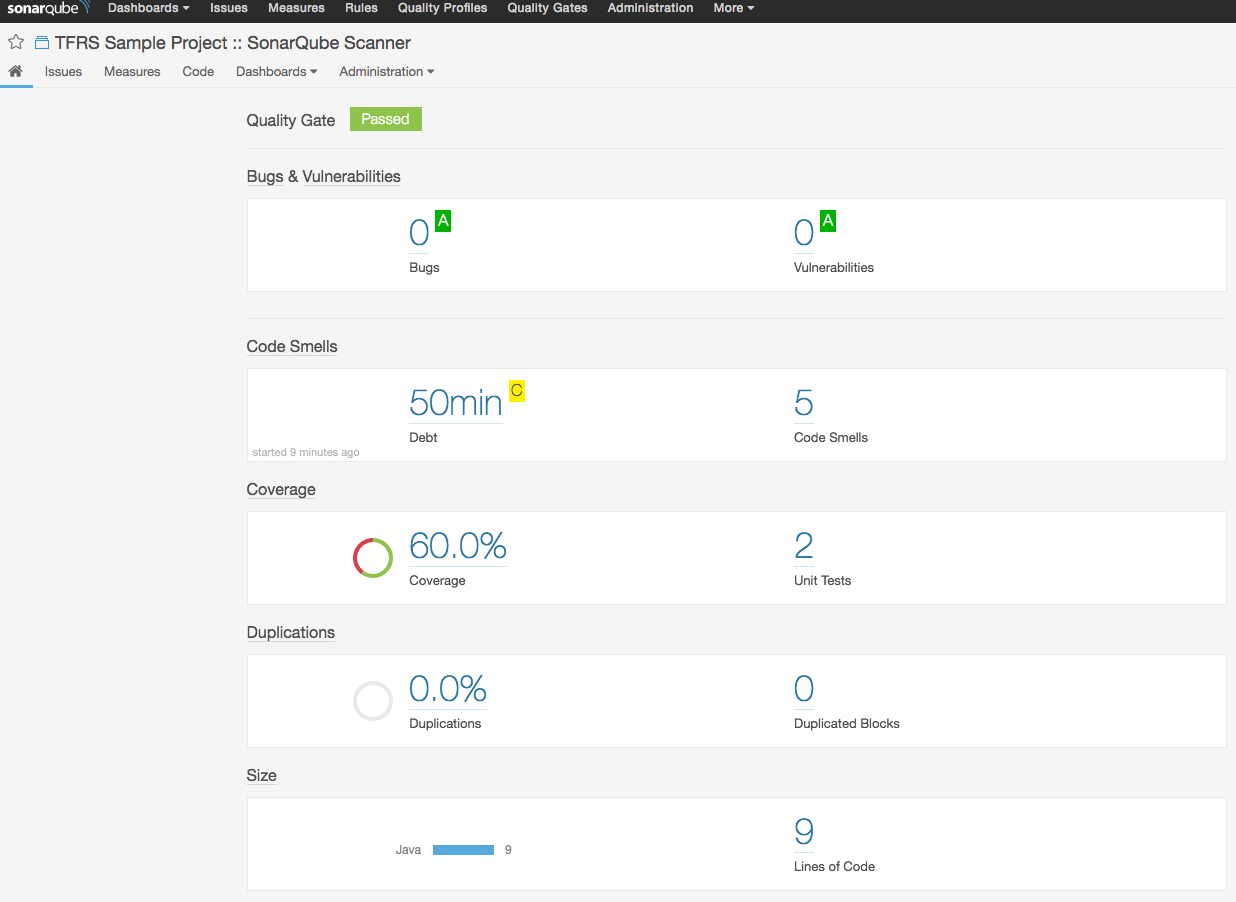 sonarqube Dashboards Issues Measures Rules Quality Profiles Quality Gates Administration More
TFRS Sample Project :: SonarQube Scanner
Issues Measures Code Dashboards Administration
Quality Gate Passed
Bugs & Vulnerabilities
0 A 0 A
Bugs Vulnerabilities
Code Smells
50min C 5
Debt Code Smells
started 9 minutes ago
Coverage
60.0% 2
Coverage Unit Tests
Duplications
0.0% 0
Duplications Duplicated Blocks
Size
9
Java 9
Lines of Code